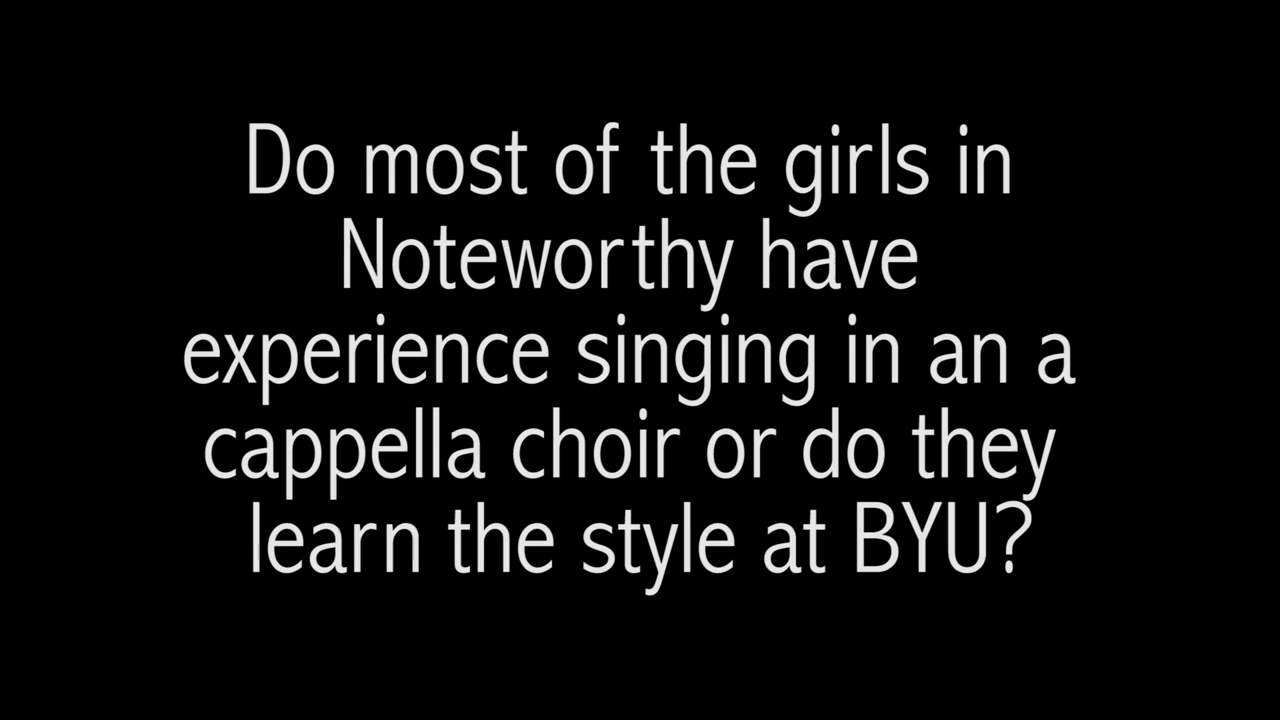 Do most of the girls in
Noteworthy have
experience singing in an a
cappella choir or do they
learn the style at BYU?